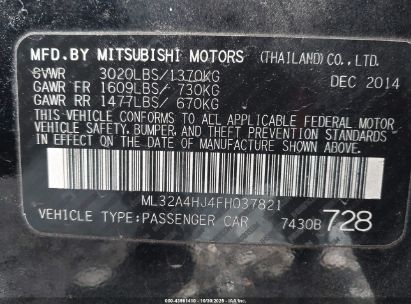 MFD.BY MITSUBISHI MOTORS (THAILAND) CO., LTD.
GVWR 3020LBS/1370KG DEC 2014
GAWR FR 1609LBS/ 730KG
GAWR RR 1477LBS/ 670KG
THIS VEHICLE CONFORMS TO ALL APPLICABLE FEDERAL MOTOR
VEHICLE SAFETY, BUMPER, AND THEFT PREVENTION STANDARDS
IN EFFECT ON THE DATE OF MANUFACTURE SHOWN ABOVE.
ML32A4HJ4FH037821
VEHICLE TYPE:PASSENGER CAR 7430B 728